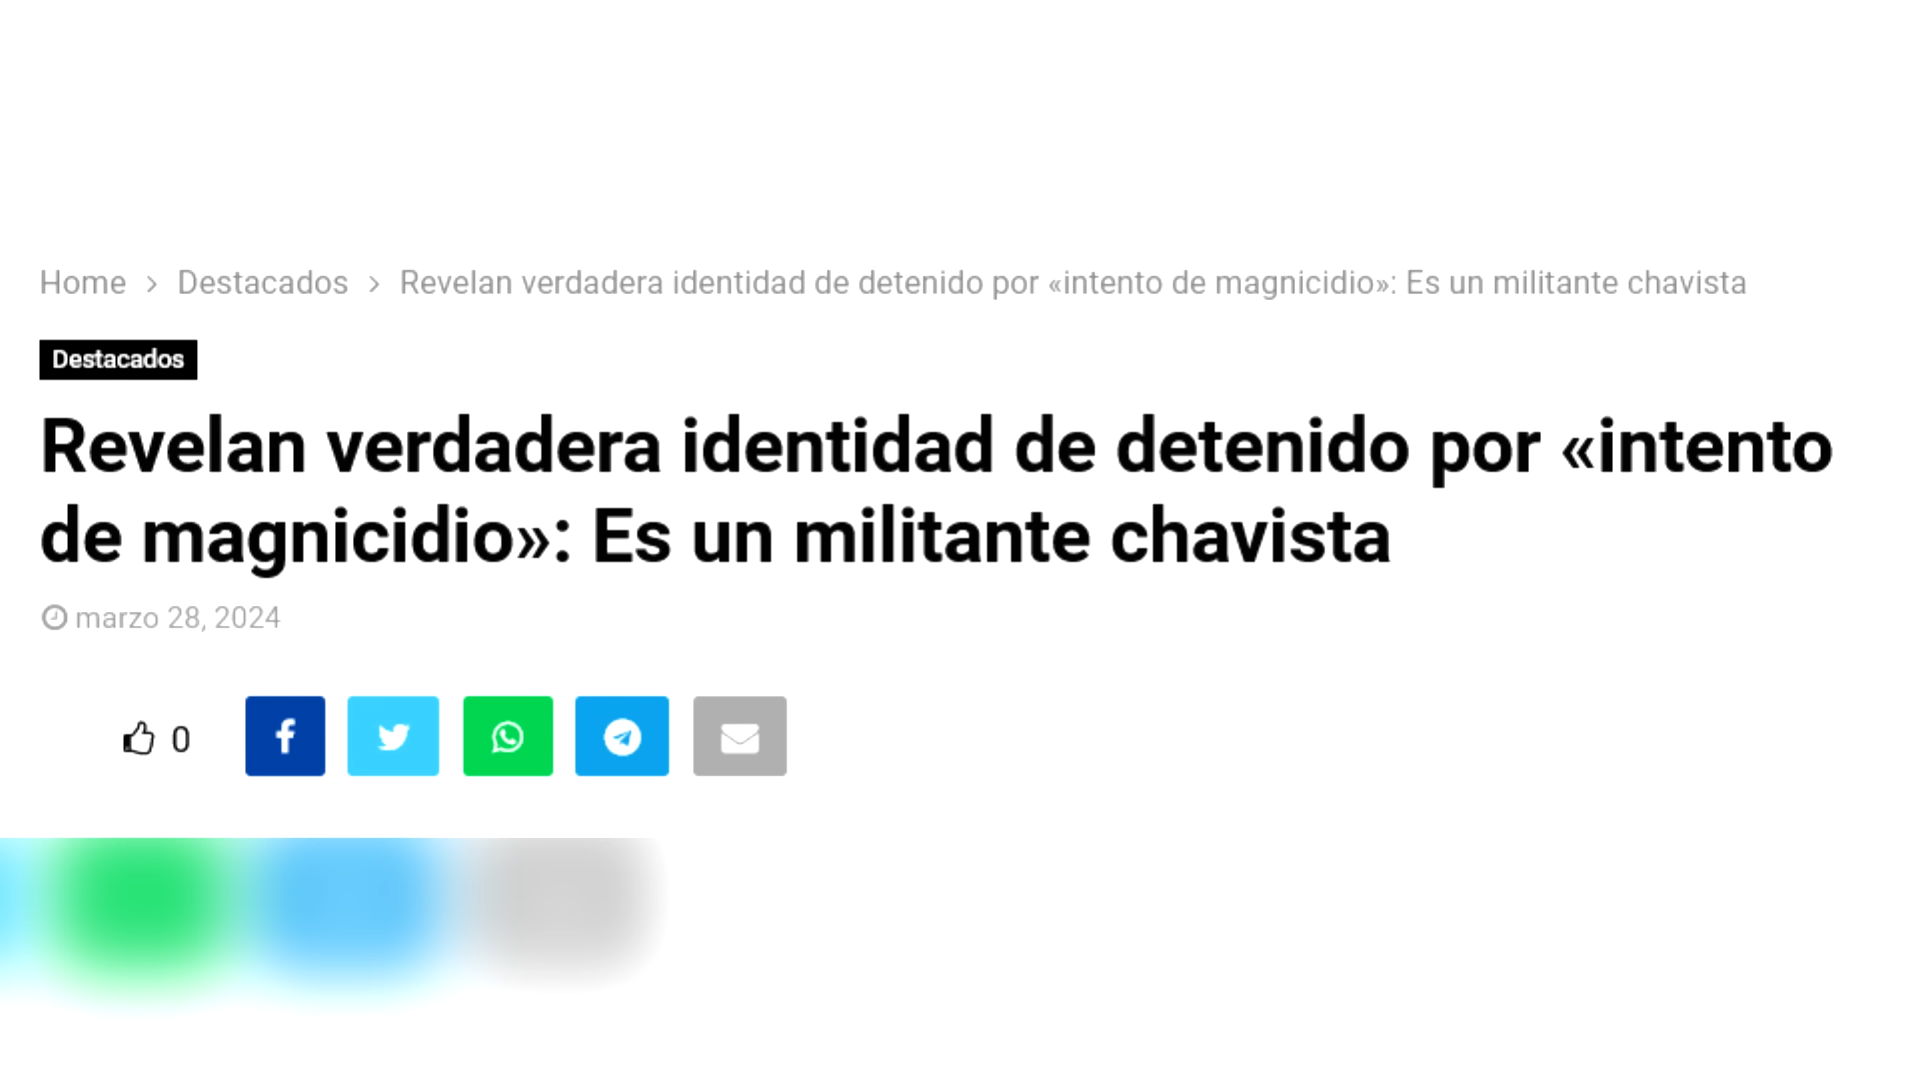 Home > Destacados > Revelan verdadera identidad de detenido por «intento de magnicidio»: Es un militante chavista
Destacados
Revelan verdadera identidad de detenido por «intento
de magnicidio»: Es un militante chavista
marzo 28, 2024
0